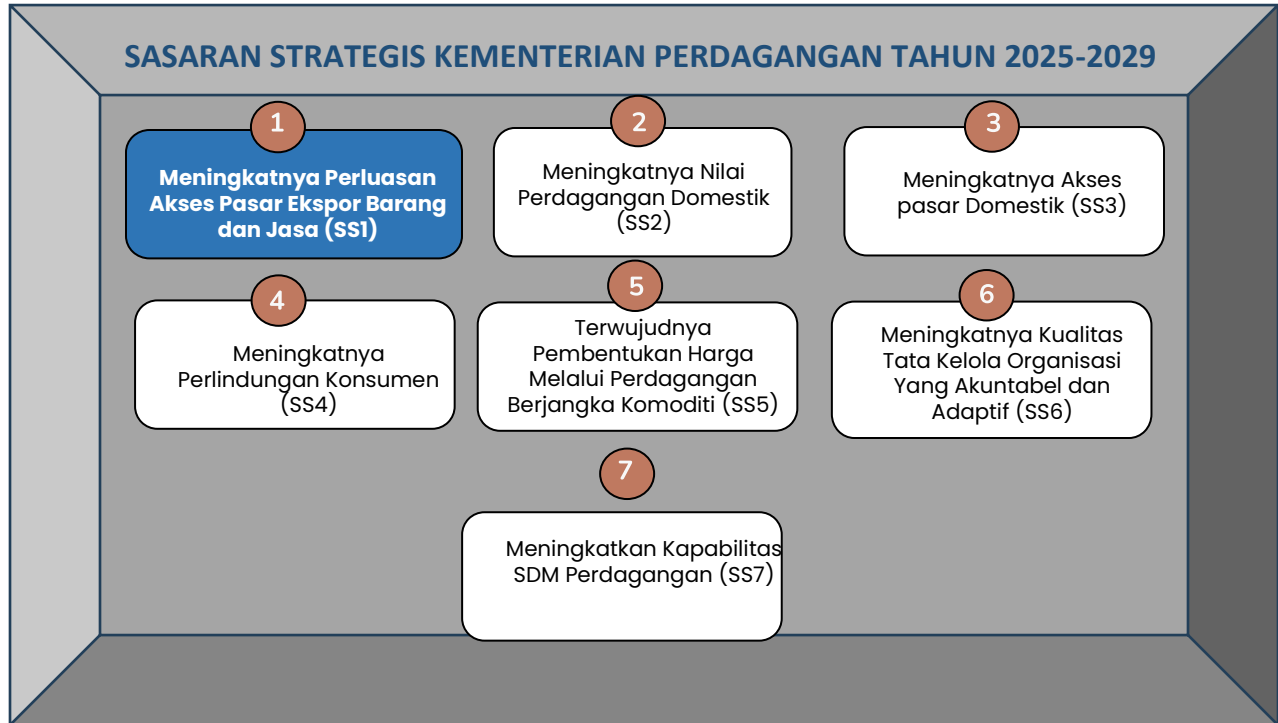 SASARAN STRATEGIS KEMENTERIAN PERDAGANGAN TAHUN 2025-2029
1
Meningkatnya Perluasan
Akses Pasar Ekspor Barang
dan Jasa (SS1)
2
Meningkatnya Nilai
Perdagangan Domestik
(SS2)
3
Meningkatnya Akses
pasar Domestik (SS3)
4
Meningkatnya
Perlindungan Konsumen
(SS4)
5
Terwujudnya
Pembentukan Harga
Melalui Perdagangan
Berjangka Komoditi (SS5)
6
Meningkatnya Kualitas
Tata Kelola Organisasi
Yang Akuntabel dan
Adaptif (SS6)
7
Meningkatkan Kapabilitas
SDM Perdagangan (SS7)